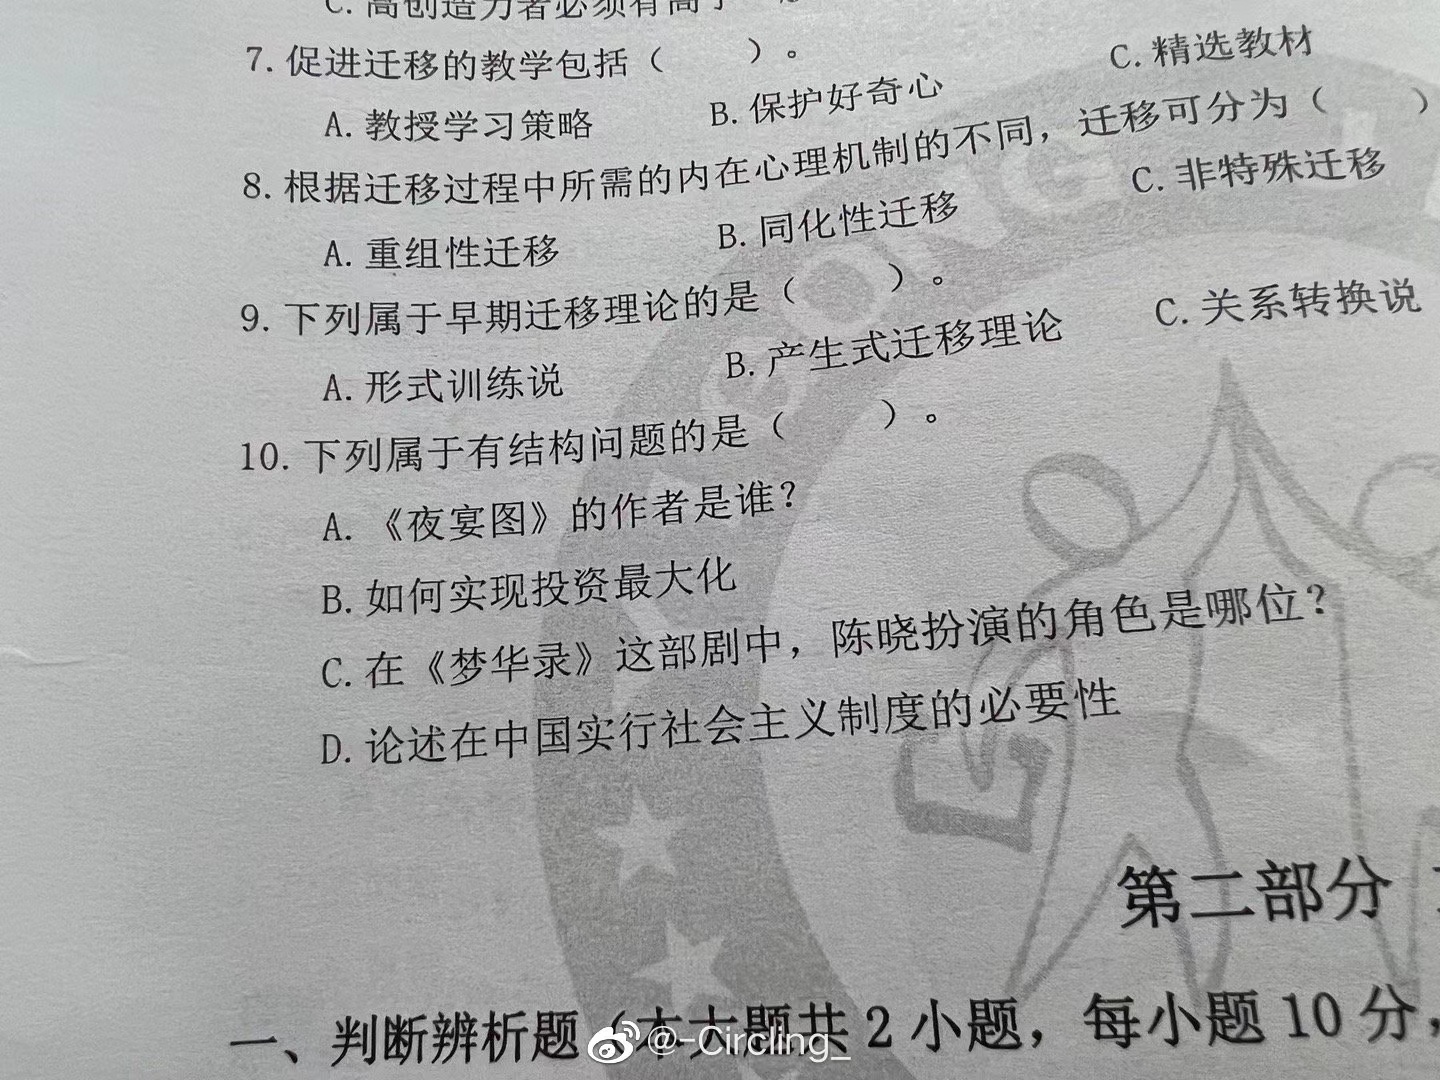 C. 高创造力者必须有高于
7. 促进迁移的教学包括（　　）。
A. 教授学习策略　B. 保护好奇心　C. 精选教材
8. 根据迁移过程中所需的内在心理机制的不同，迁移可分为（　　）
A. 重组性迁移　B. 同化性迁移　C. 非特殊迁移
9. 下列属于早期迁移理论的是（　　）。
A. 形式训练说　B. 产生式迁移理论　C. 关系转换说
10. 下列属于有结构问题的是（　　）。
A. 《夜宴图》的作者是谁？
B. 如何实现投资最大化
C. 在《梦华录》这部剧中，陈晓扮演的角色是哪位？
D. 论述在中国实行社会主义制度的必要性
第二部分
一、判断辨析题（本大题共 2 小题，每小题 10 分，
@-Circling_